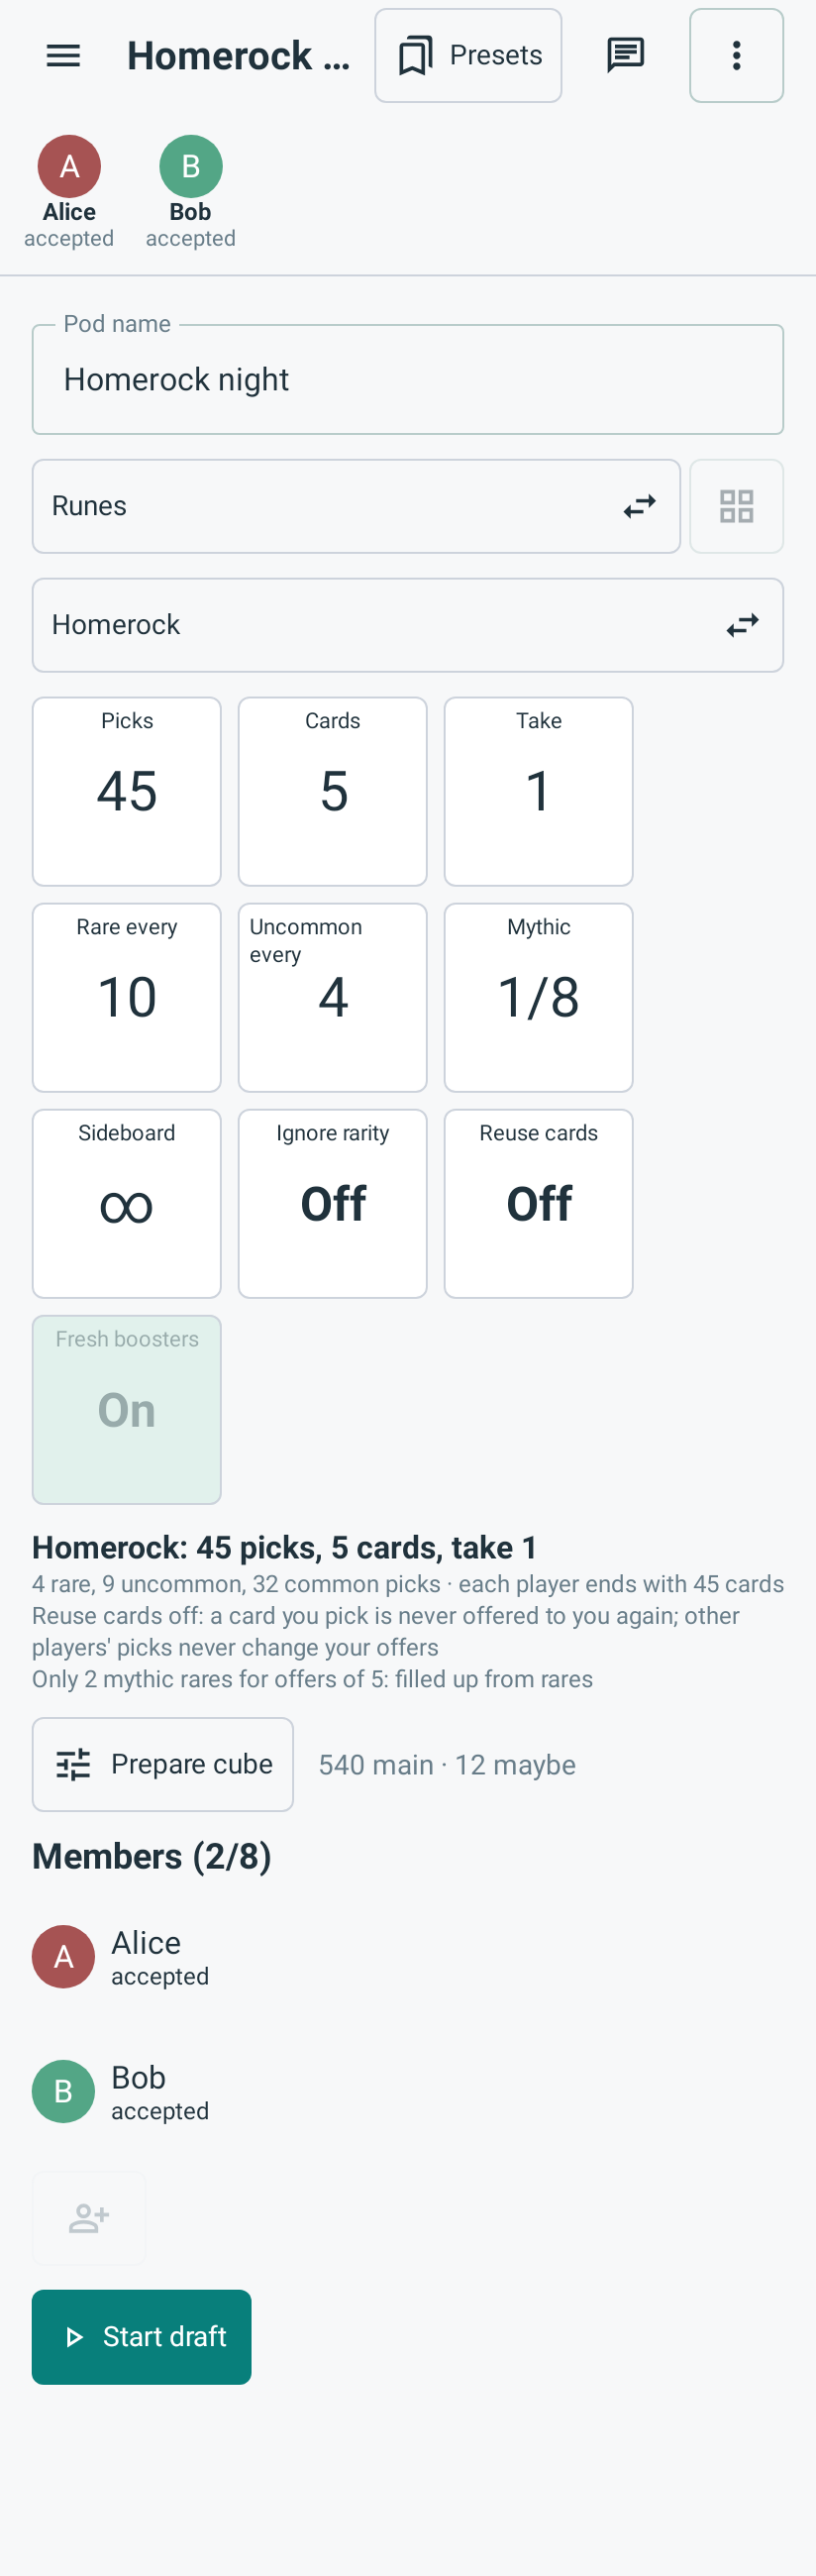 Homerock ...
Presets
A
B
Alice
Bob
accepted
accepted
Pod name
Homerock night
Runes
Homerock
Picks
Cards
Take
45
5
1
Rare every
Uncommon
every
Mythic
10
4
1/8
Sideboard
Ignore rarity
Reuse cards
∞
Off
Off
Fresh boosters
On
Homerock: 45 picks, 5 cards, take 1
4 rare, 9 uncommon, 32 common picks · each player ends with 45 cards
Reuse cards off: a card you pick is never offered to you again; other
players' picks never change your offers
Only 2 mythic rares for offers of 5: filled up from rares
Prepare cube
540 main · 12 maybe
Members (2/8)
A
Alice
accepted
B
Bob
accepted
Start draft